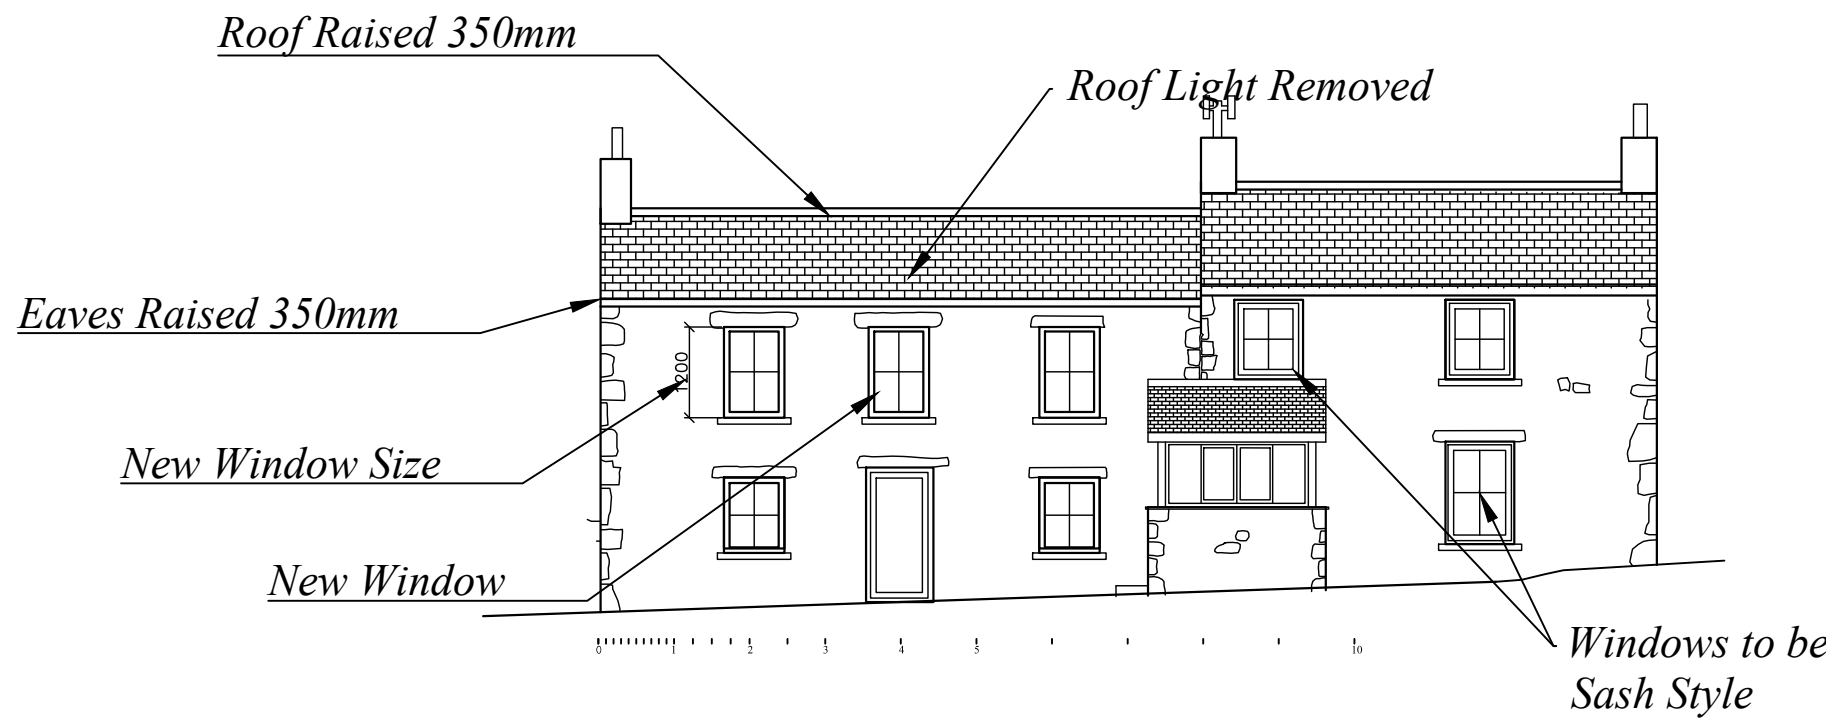 Roof Raised 350mm
Roof Light Removed
Eaves Raised 350mm
1200
New Window Size
New Window
0 1 2 3 4 5 10
Windows to be
Sash Style